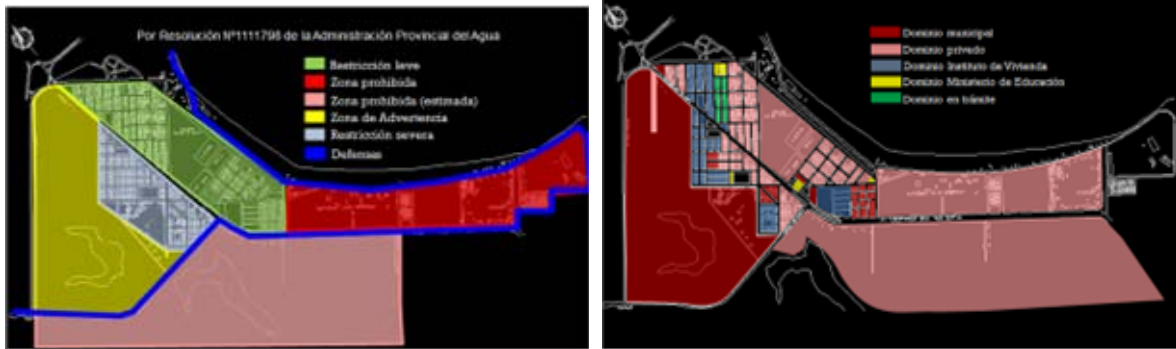 Por Resolución Nº1111798 de la Administración Provincial del Agua
Restricción leve
Zona prohibida
Zona prohibida (estimada)
Zona de Advertencia
Restricción severa
Defensas
Dominio municipal
Dominio privado
Dominio Instituto de Vivienda
Dominio Ministerio de Educación
Dominio en trámite